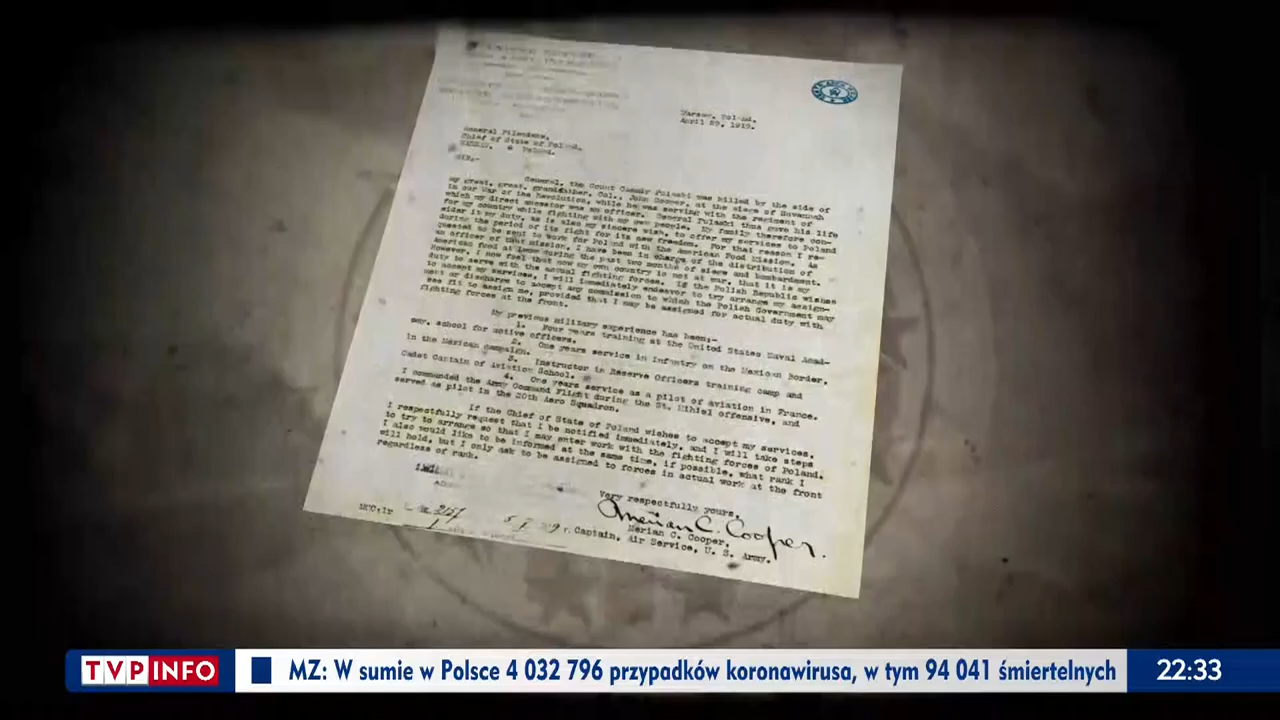 Warsaw, Poland.
April 29, 1919.
General Pilsudski,
Chief of State of Poland,
Poland.
SIR,-
General, the Count Casmir Pulaski was killed by the side of
my great, great, grandfather, Col., John Cooper, at the siege of Savannah
in our War of the Revolution, while he was serving with the regiment of
which my direct ancestor was an officer. General Pulaski thus gave his life
for my country while fighting with my own people. My family therefore con-
sider it my duty, as is also my sincere wish, to offer my services to Poland
during the period of its fight for its new freedom. For that reason I re-
quested to be sent to work for Poland with the American Food Mission. As
an officer of that mission, I have been in charge of the distribution of
American food at during the past two months of siege and bombardment.
However, I now feel that now my own country is not at war, that it is my
duty to serve with the actual fighting forces. If the Polish Republic wishes
to accept my services, I will immediately endeavor to try arrange my assign-
ment or discharge to accept any commission to which the Polish Government may
see fit to assign me, provided that I may be assigned for actual duty with
fighting forces at the front.
My previous military experience has been:-
1. Four years training at the United States Naval Acad-
emy, school for active officers.
2. One years service in Infantry on the Mexican Border,
in the Mexican campaign.
3. Instructor in Reserve Officers training camp and
Cadet Captain of Aviation School.
4. One years service as a pilot of aviation in France.
I commanded the Army Command Flight during the St. Mihiel offensive, and
served as pilot in the 20th Aero Squadron.
If the Chief of State of Poland wishes to accept my services,
I respectfully request that I be notified immediately, and I will take steps
to try to arrange so that I may enter work with the fighting forces of Poland.
I also would like to be informed at the same time, if possible, what rank I
will hold, but I only ask to be assigned to forces in actual work at the front
regardless of rank.
Very respectfully yours,
Merian C. Cooper.
Merian C. Cooper,
Captain, Air Service, U. S. Army.
MCC:lr
TVP INFO
MZ: W sumie w Polsce 4 032 796 przypadków koronawirusa, w tym 94 041 śmiertelnych
22:33